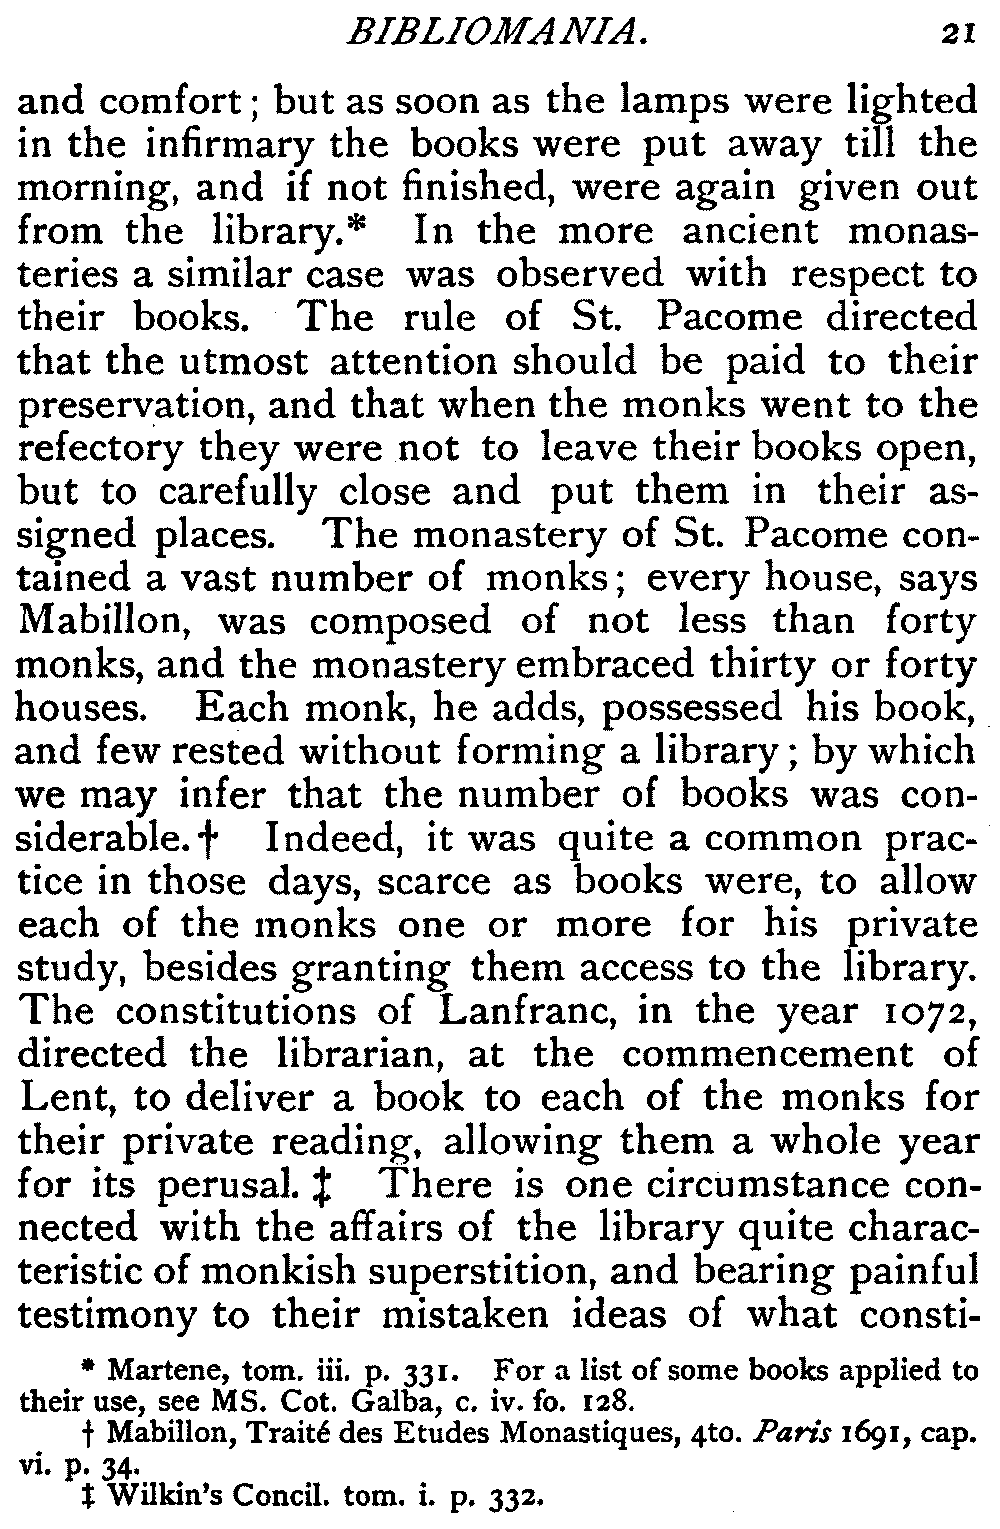 BIBLIOMANIA. 21
and comfort; but as soon as the lamps were lighted
in the infirmary the books were put away till the
morning, and if not finished, were again given out
from the library.* In the more ancient monas-
teries a similar case was observed with respect to
their books. The rule of St. Pacome directed
that the utmost attention should be paid to their
preservation, and that when the monks went to the
refectory they were not to leave their books open,
but to carefully close and put them in their as-
signed places. The monastery of St. Pacome con-
tained a vast number of monks; every house, says
Mabillon, was composed of not less than forty
monks, and the monastery embraced thirty or forty
houses. Each monk, he adds, possessed his book,
and few rested without forming a library; by which
we may infer that the number of books was con-
siderable.† Indeed, it was quite a common prac-
tice in those days, scarce as books were, to allow
each of the monks one or more for his private
study, besides granting them access to the library.
The constitutions of Lanfranc, in the year 1072,
directed the librarian, at the commencement of
Lent, to deliver a book to each of the monks for
their private reading, allowing them a whole year
for its perusal.‡ There is one circumstance con-
nected with the affairs of the library quite charac-
teristic of monkish superstition, and bearing painful
testimony to their mistaken ideas of what consti-
* Martene, tom. iii. p. 331. For a list of some books applied to
their use, see MS. Cot. Galba, c. iv. fo. 128.
† Mabillon, Traité des Etudes Monastiques, 4to. Paris 1691, cap.
vi. p. 34.
‡ Wilkin's Concil. tom. i. p. 332.